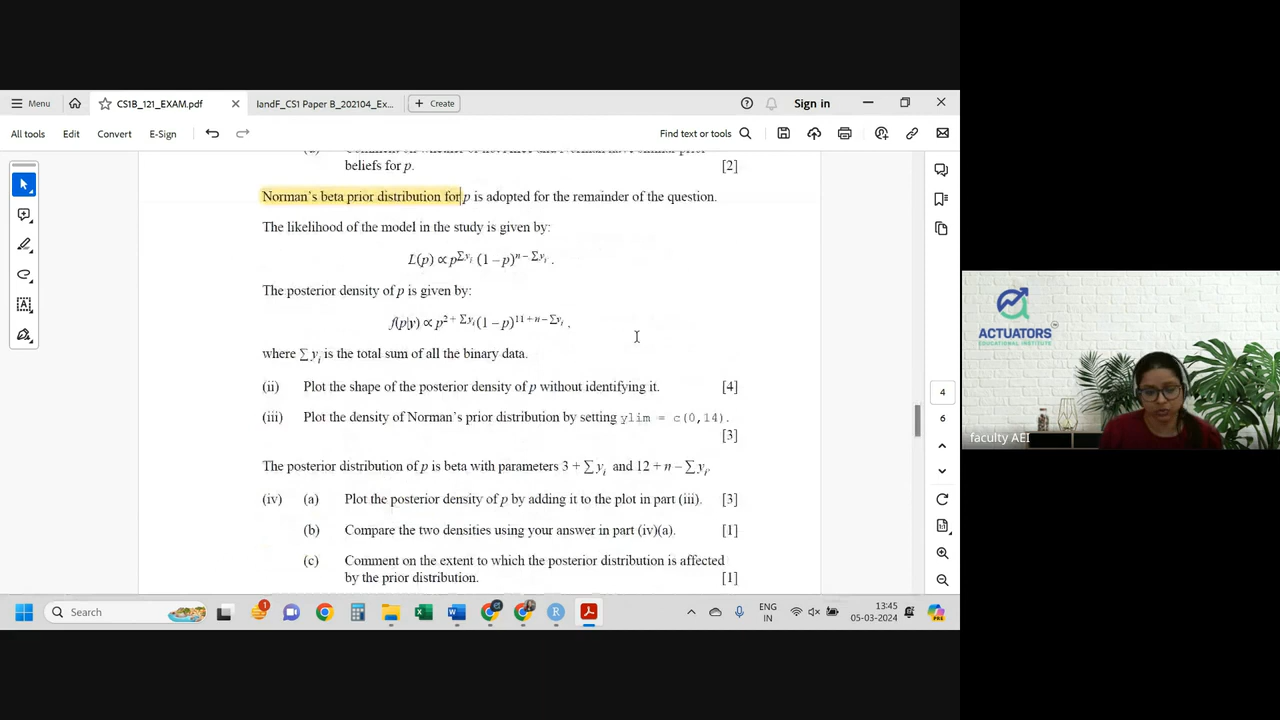 Menu
CS1B_121_EXAM.pdf
IandF_CS1 Paper B_202104_Ex...
Create
Sign in
All tools
Edit
Convert
E-Sign
Find text or tools
beliefs for p.
[2]
Norman's beta prior distribution for p is adopted for the remainder of the question.
The likelihood of the model in the study is given by:
L(p) ∝ p^{Σy_i} (1 – p)^{n – Σy_i}.
The posterior density of p is given by:
f(p|y) ∝ p^{2 + Σy_i} (1 – p)^{11 + n – Σy_i},
where Σy_i is the total sum of all the binary data.
(ii) Plot the shape of the posterior density of p without identifying it. [4]
(iii) Plot the density of Norman's prior distribution by setting ylim = c(0,14).
[3]
The posterior distribution of p is beta with parameters 3 + Σy_i and 12 + n – Σy_i.
(iv) (a) Plot the posterior density of p by adding it to the plot in part (iii). [3]
(b) Compare the two densities using your answer in part (iv)(a). [1]
(c) Comment on the extent to which the posterior distribution is affected
by the prior distribution. [1]
4
6
ACTUATORS
EDUCATIONAL INSTITUTE
faculty AEI
Search
1
ENG
IN
13:45
05-03-2024